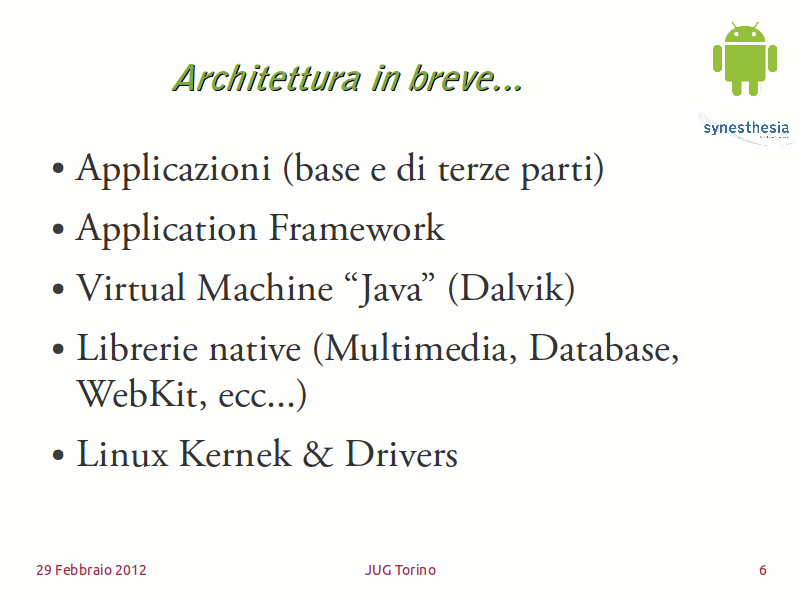 Architettura in breve...
synesthesia
• Applicazioni (base e di terze parti)
• Application Framework
• Virtual Machine “Java” (Dalvik)
• Librerie native (Multimedia, Database,
WebKit, ecc...)
• Linux Kernek & Drivers
29 Febbraio 2012
JUG Torino
6